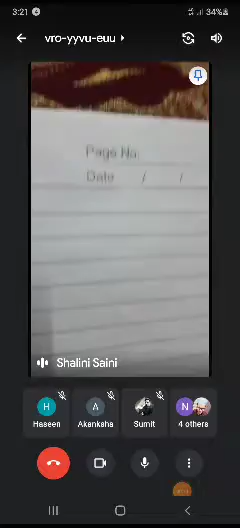 3:21 34%
vro-yyvu-euu
Page No.
Date / /
Shalini Saini
Haseen Akanksha Sumit N 4 others
H A